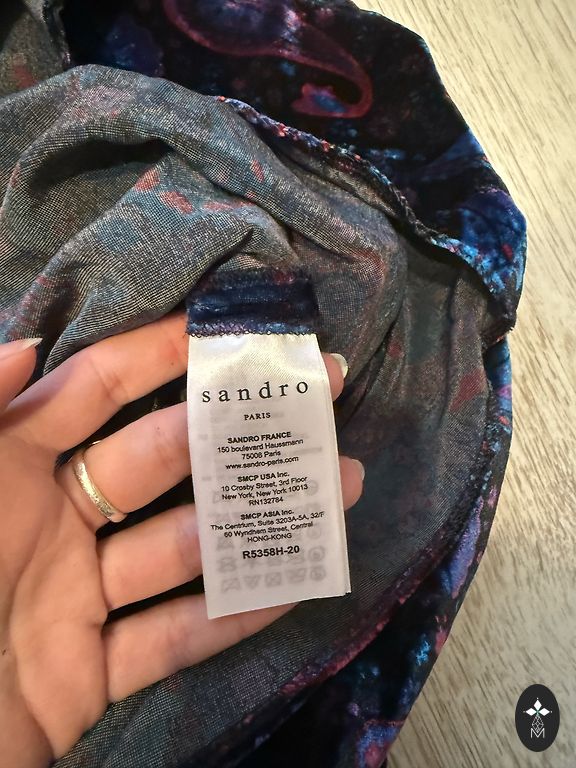 sandro
PARIS
SANDRO FRANCE
150 boulevard Haussmann
75008 Paris
www.sandro-paris.com
SMCP USA Inc.
10 Crosby Street, 3rd Floor
New York, New York 10013
RN132784
SMCP ASIA Inc.
The Centrium, Suite 3203A-5A, 32/F
60 Wyndham Street, Central
HONG-KONG
R5358H-20
M